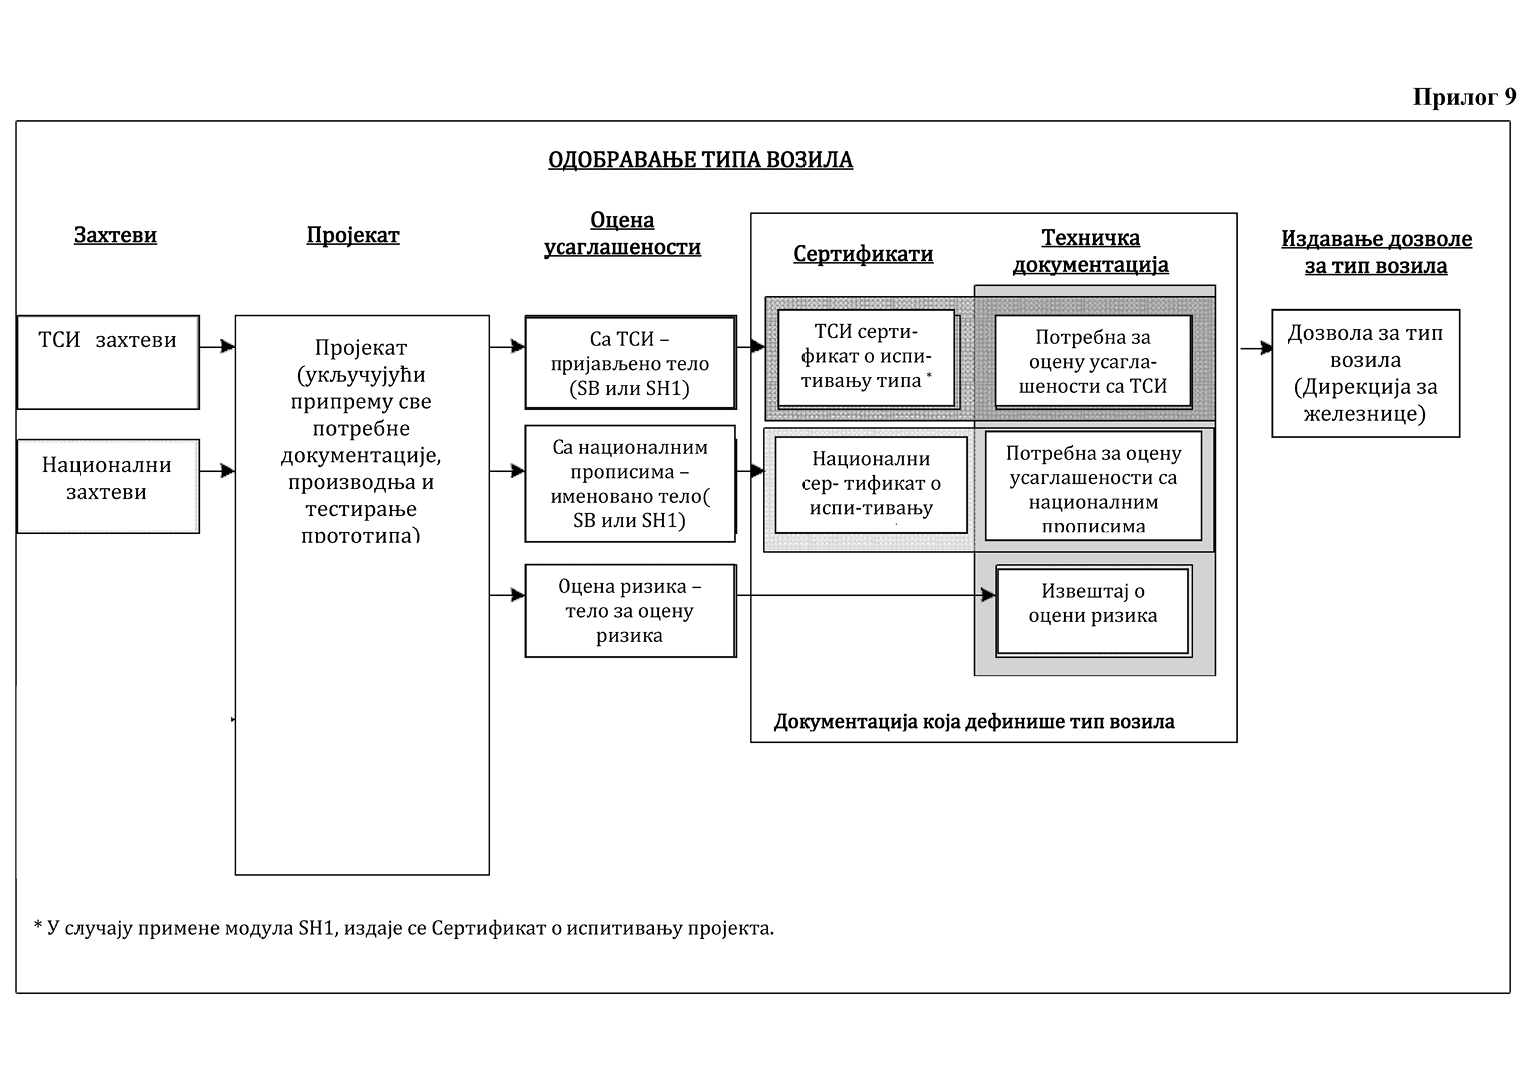 Прилог 9
ОДОБРАВАЊЕ ТИПА ВОЗИЛА
Захтеви
Пројекат
Оцена
усаглашености
Сертификати
Техничка
документација
Издавање дозволе
за тип возила
ТСИ захтеви
Национални
захтеви
Пројекат
(укључујући
припрему све
потребне
документације,
производња и
тестирање
прототипа)
Са ТСИ –
пријављено тело
(SB или SH1)
Са националним
прописима –
именовано тело(
SB или SH1)
Оцена ризика –
тело за оцену
ризика
ТСИ серти-
фикат о испи-
тивању типа *
Национални
сер- тификат о
испи-тивању
Потребна за
оцену усагла-
шености са ТСИ
Потребна за оцену
усаглашености са
националним
прописима
Извештај о
оцени ризика
Документација која дефинише тип возила
Дозвола за тип
возила
(Дирекција за
железнице)
* У случају примене модула SH1, издаје се Сертификат о испитивању пројекта.